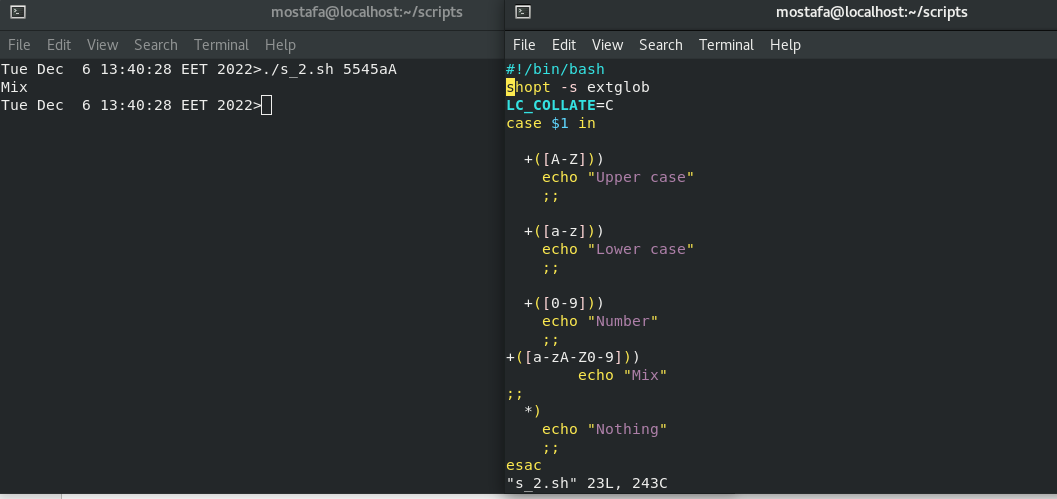 mostafa@localhost:~/scripts
File Edit View Search Terminal Help
Tue Dec  6 13:40:28 EET 2022>./s_2.sh 5545aA
Mix
Tue Dec  6 13:40:28 EET 2022>
mostafa@localhost:~/scripts
File Edit View Search Terminal Help
#!/bin/bash
shopt -s extglob
LC_COLLATE=C
case $1 in
  +([A-Z]))
    echo "Upper case"
    ;;
  +([a-z]))
    echo "Lower case"
    ;;
  +([0-9]))
    echo "Number"
    ;;
+([a-zA-Z0-9]))
        echo "Mix"
;;
  *)
    echo "Nothing"
    ;;
esac
"s_2.sh" 23L, 243C